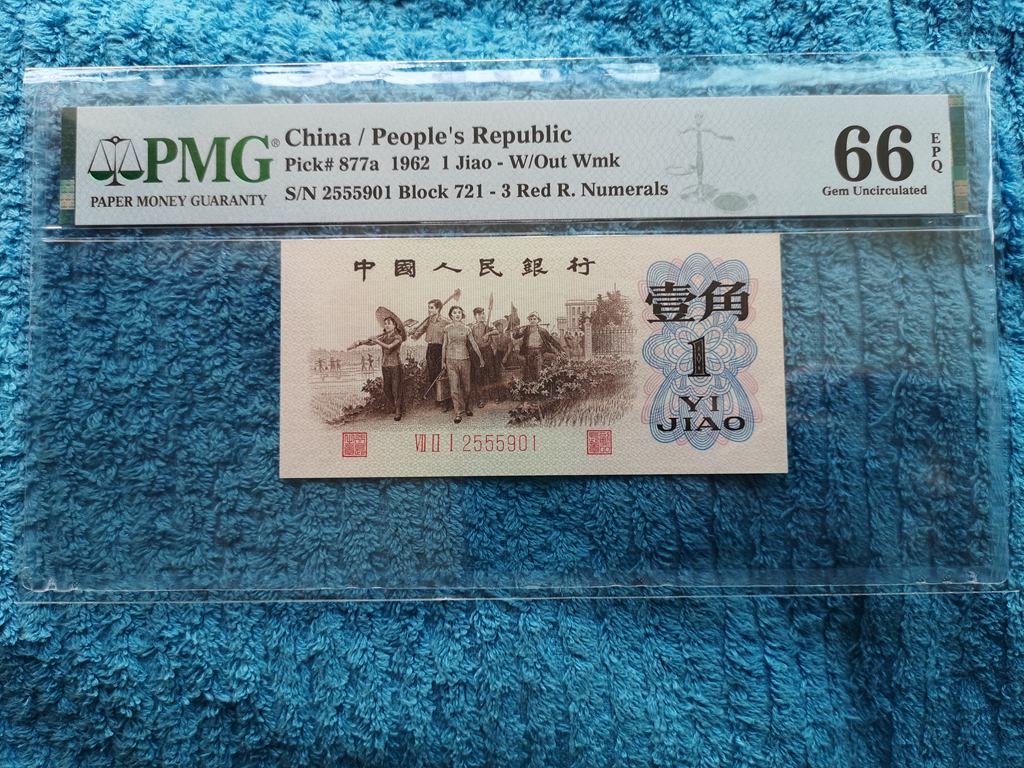 PMG®
PAPER MONEY GUARANTY
China / People's Republic
Pick# 877a 1962 1 Jiao - W/Out Wmk
S/N 2555901 Block 721 - 3 Red R. Numerals
66
EPQ
Gem Uncirculated
中國人民銀行
壹角
1
YI
JIAO
VII II I 2555901